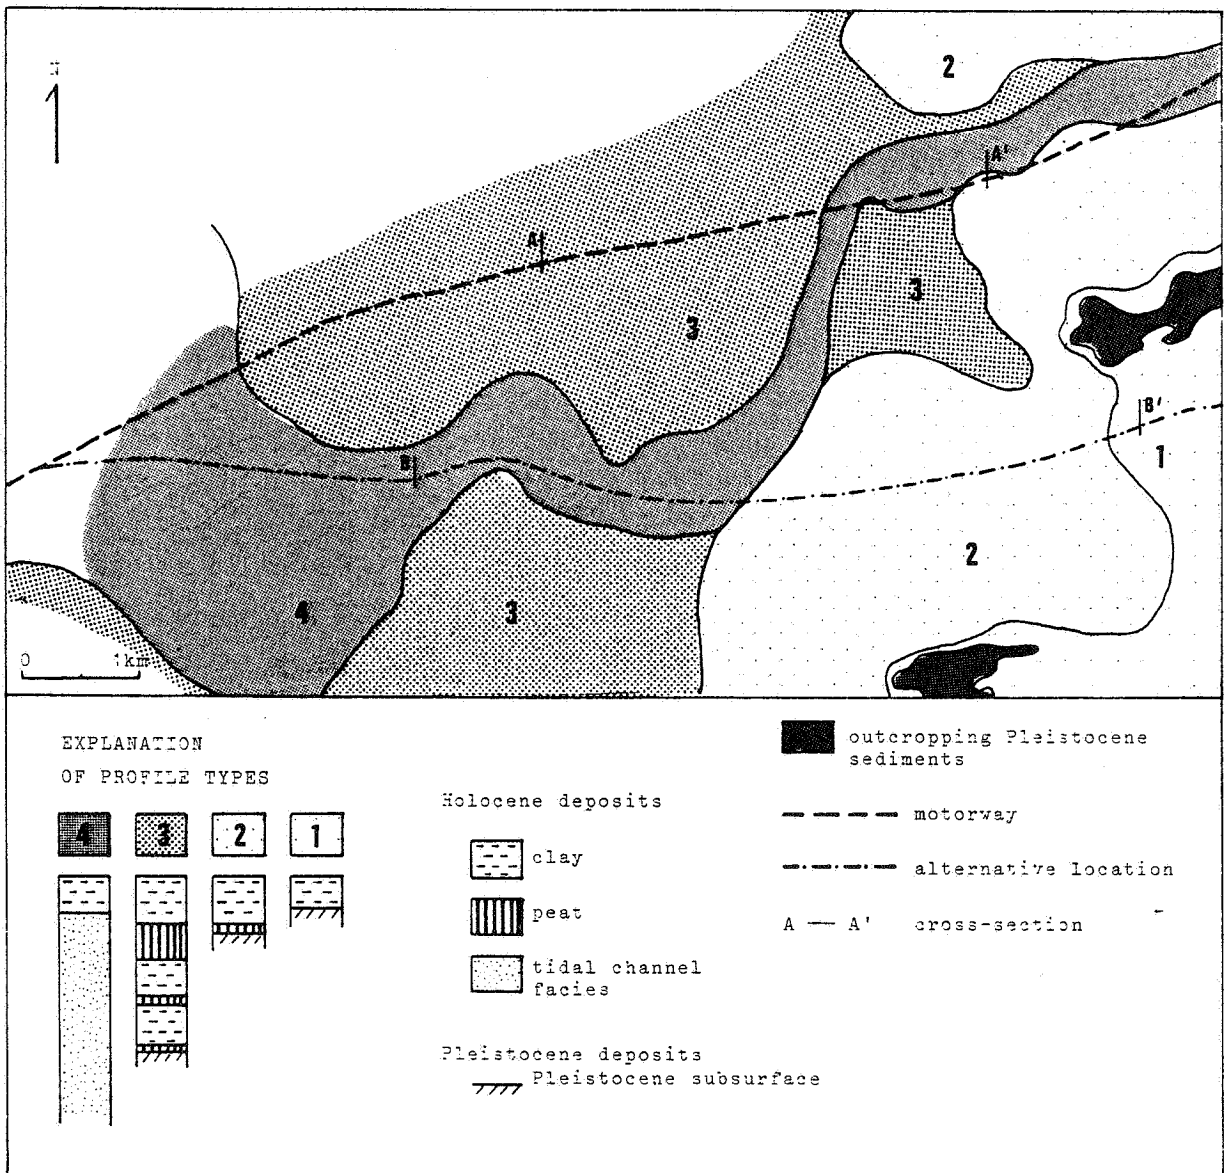 2
N
A'
A
3
3
B'
B
1
2
4
3
0 1km
EXPLANATION
OF PROFILE TYPES
4 3 2 1
Holocene deposits
clay
peat
tidal channel
facies
Pleistocene deposits
Pleistocene subsurface
outcropping Pleistocene
sediments
motorway
alternative location
A — A' cross-section